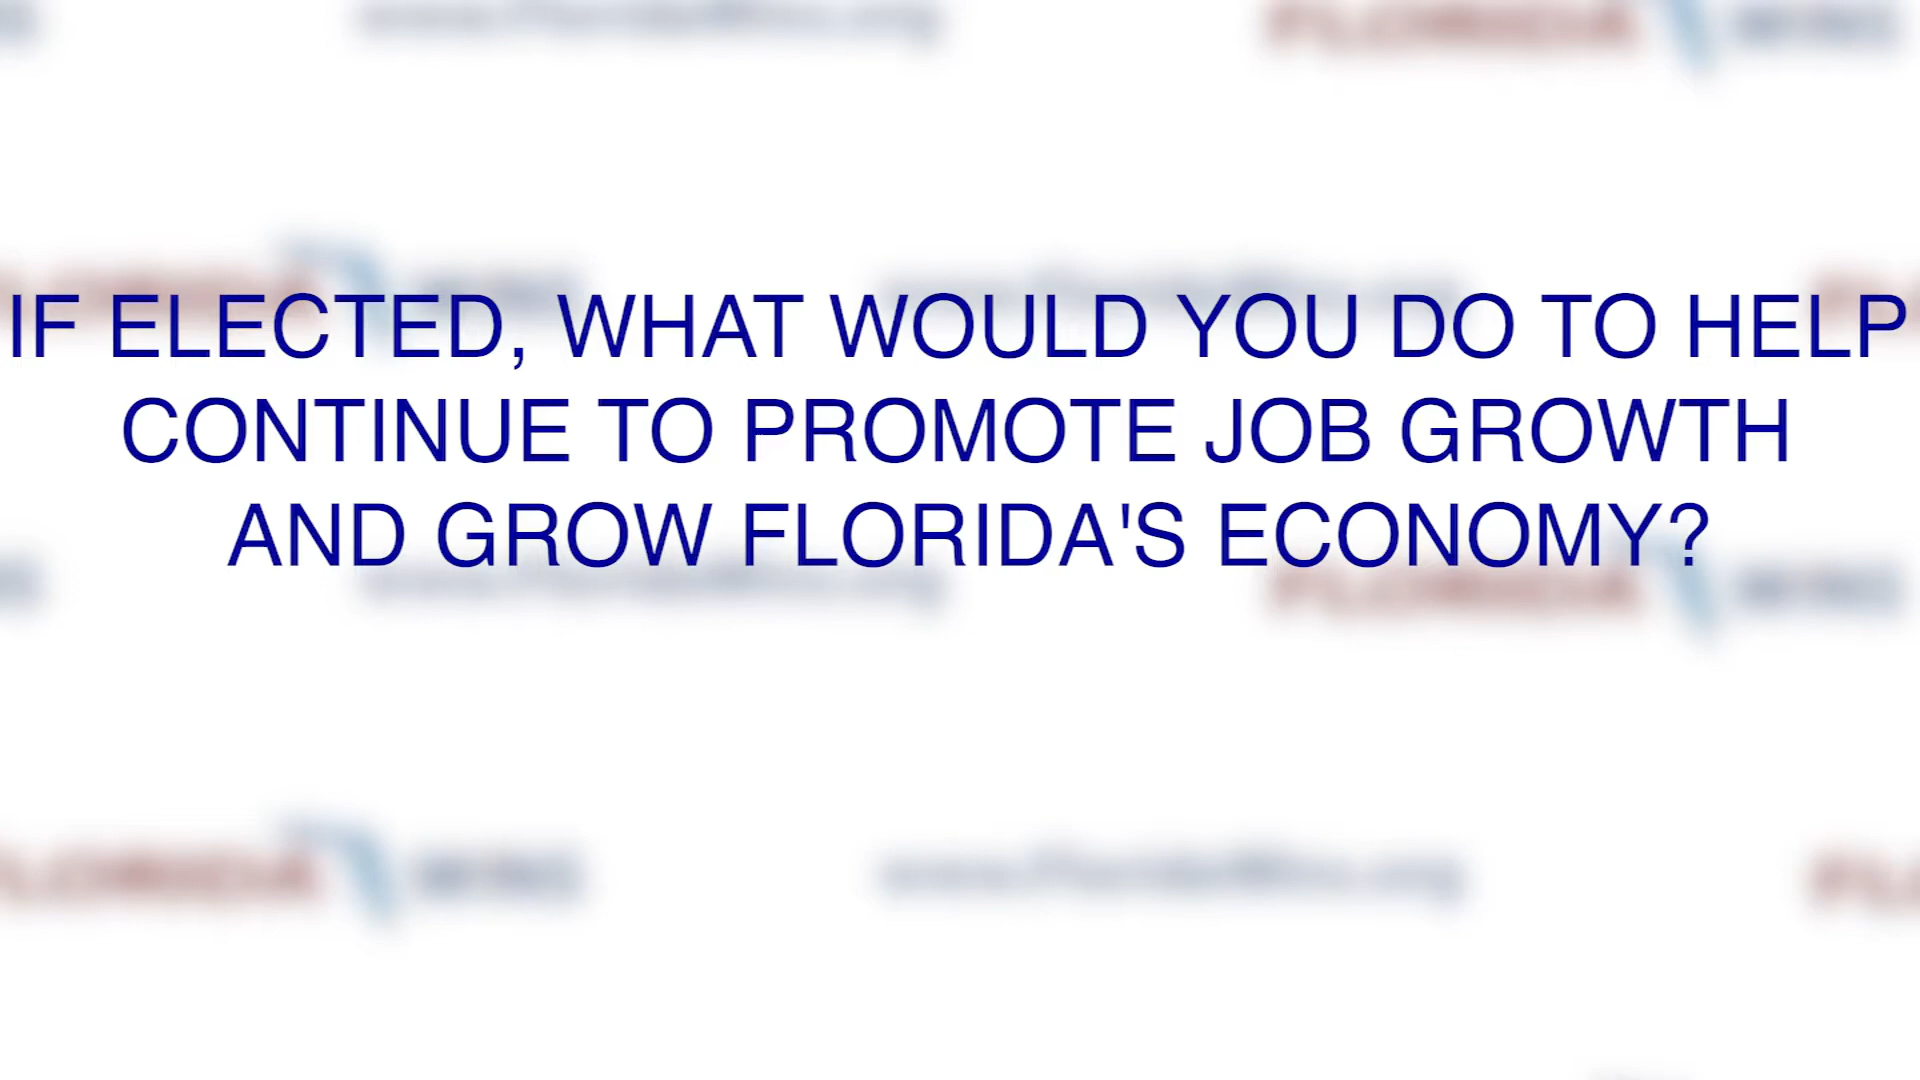 IF ELECTED, WHAT WOULD YOU DO TO HELP
CONTINUE TO PROMOTE JOB GROWTH
AND GROW FLORIDA'S ECONOMY?